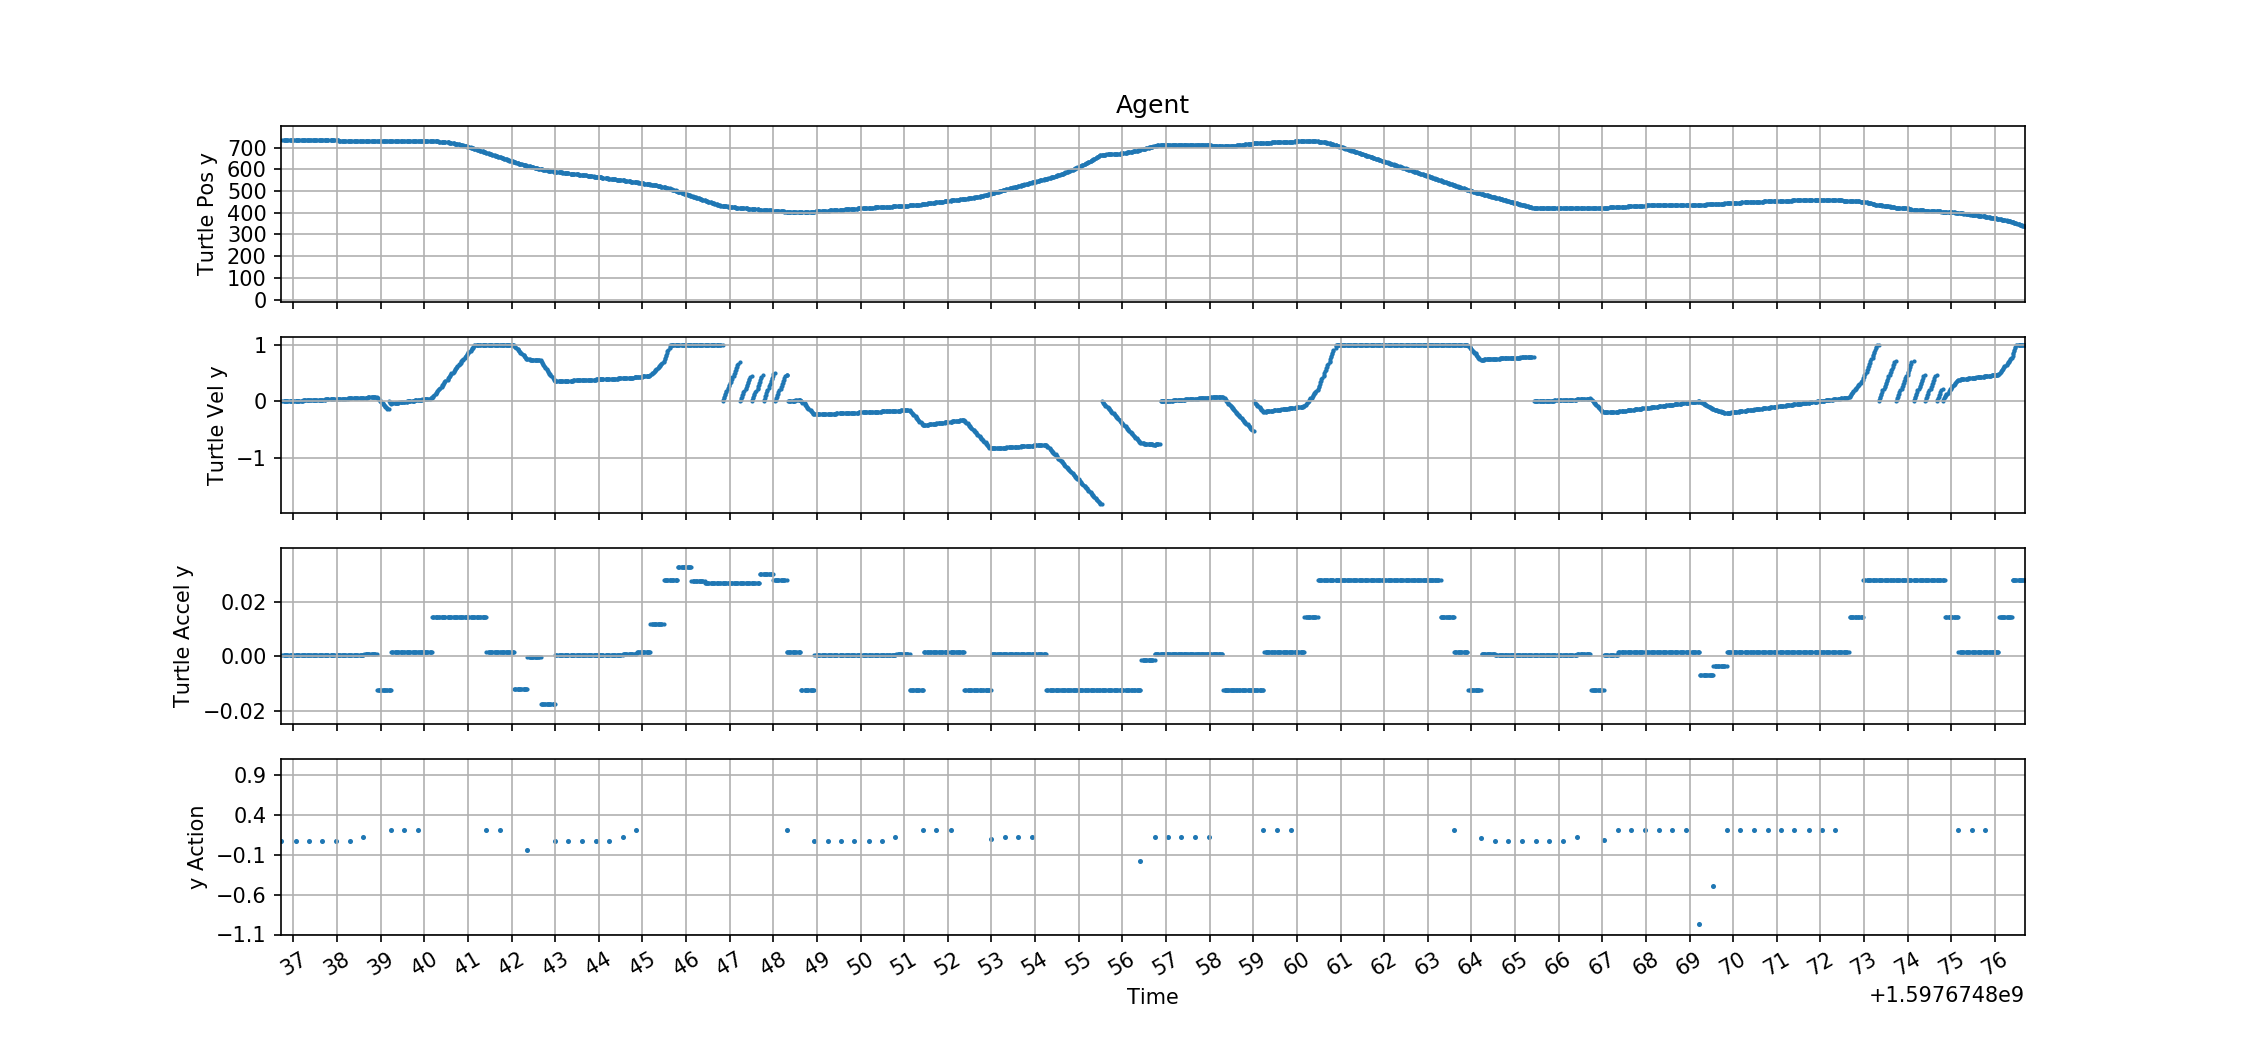 Agent
Turtle Pos y
700
600
500
400
300
200
100
0
Turtle Vel y
1
0
−1
Turtle Accel y
0.02
0.00
−0.02
y Action
0.9
0.4
−0.1
−0.6
−1.1
37 38 39 40 41 42 43 44 45 46 47 48 49 50 51 52 53 54 55 56 57 58 59 60 61 62 63 64 65 66 67 68 69 70 71 72 73 74 75 76
Time
+1.5976748e9